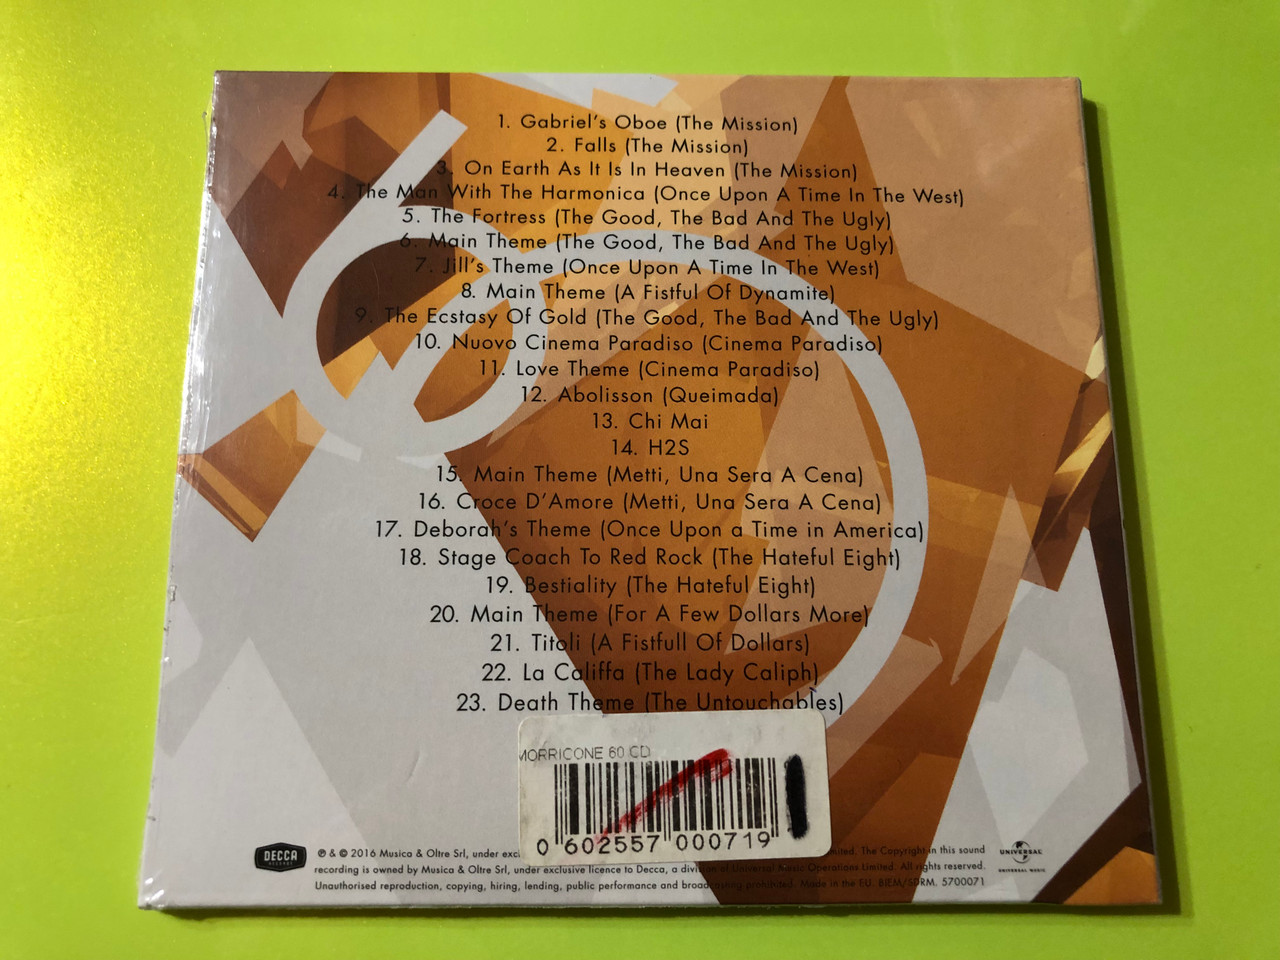 1. Gabriel's Oboe (The Mission)
2. Falls (The Mission)
3. On Earth As It Is In Heaven (The Mission)
4. The Man With The Harmonica (Once Upon A Time In The West)
5. The Fortress (The Good, The Bad And The Ugly)
6. Main Theme (The Good, The Bad And The Ugly)
7. Jill's Theme (Once Upon A Time In The West)
8. Main Theme (A Fistful Of Dynamite)
9. The Ecstasy Of Gold (The Good, The Bad And The Ugly)
10. Nuovo Cinema Paradiso (Cinema Paradiso)
11. Love Theme (Cinema Paradiso)
12. Abolisson (Queimada)
13. Chi Mai
14. H2S
15. Main Theme (Metti, Una Sera A Cena)
16. Croce D'Amore (Metti, Una Sera A Cena)
17. Deborah's Theme (Once Upon a Time in America)
18. Stage Coach To Red Rock (The Hateful Eight)
19. Bestiality (The Hateful Eight)
20. Main Theme (For A Few Dollars More)
21. Titoli (A Fistfull Of Dollars)
22. La Califfa (The Lady Caliph)
23. Death Theme (The Untouchables)
60
MORRICONE 60 CD
0 602557 000719
DECCA
RECORDS
℗ & © 2016 Musica & Oltre Srl, under limited. The Copyright in this sound
recording is owned by Musica & Oltre Srl, under exclusive licence to Decca, a division of Universal Music Operations Limited. All rights reserved.
Unauthorised reproduction, copying, hiring, lending, public performance and broadcasting prohibited. Made in the EU. BIEM/SDRM. 5700071
UNIVERSAL
UNIVERSAL MUSIC